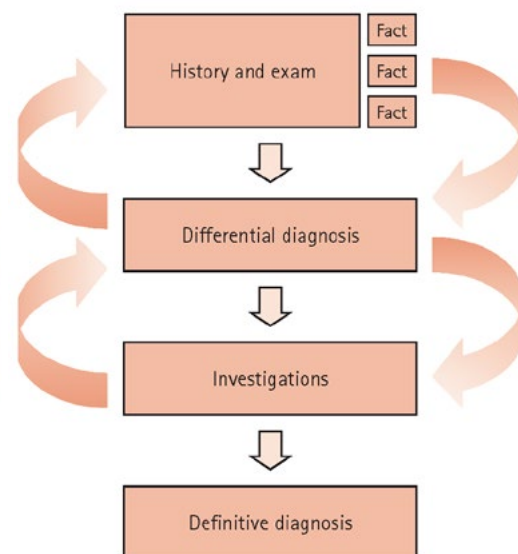 History and exam
Fact
Fact
Fact
Differential diagnosis
Investigations
Definitive diagnosis